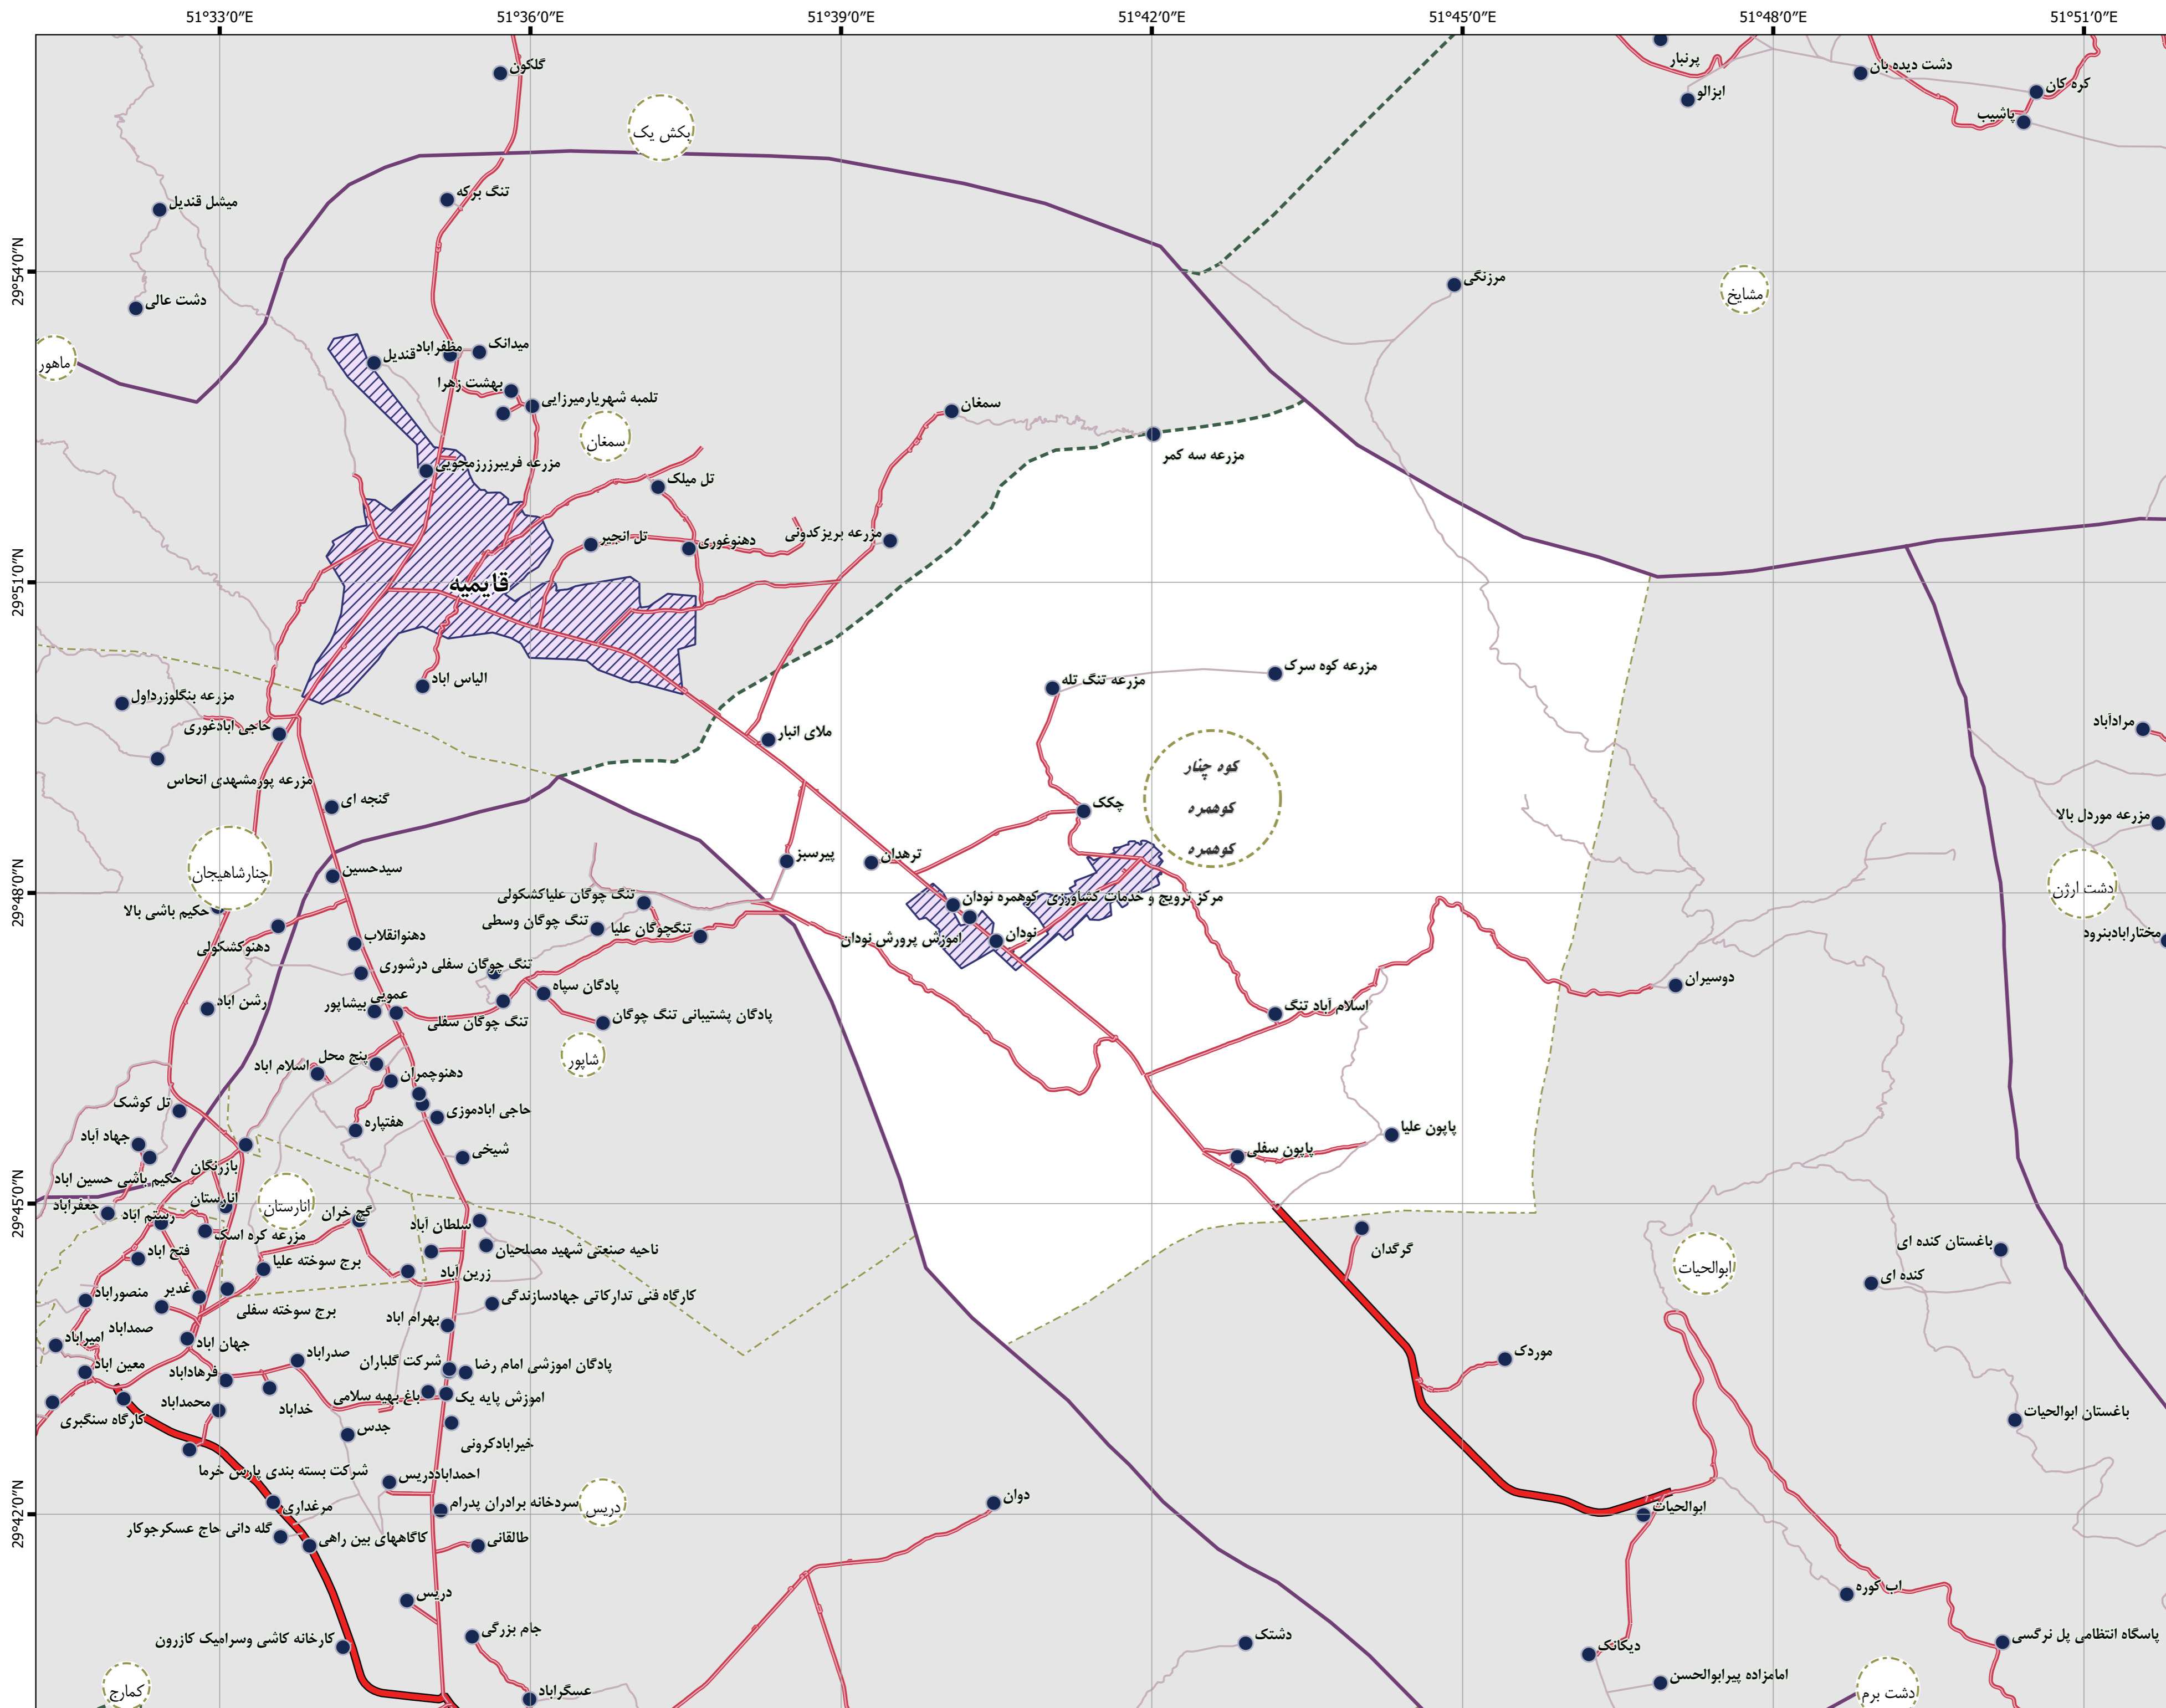 51°33'0"E
51°36'0"E
51°39'0"E
51°42'0"E
51°45'0"E
51°48'0"E
51°51'0"E
29°54'0"N
29°51'0"N
29°48'0"N
29°45'0"N
29°42'0"N
گلکون
پرنبار
ابزالو
دشت دیده بان
کره کان
پاشیب
بکش یک
تنگ برکه
میشل قندیل
دشت عالی
مرزنگی
مشایخ
ماهور
قندیل
مظفراباد
میدانک
بهشت زهرا
تلمبه شهریارمیرزایی
سمغان
سمغان
مزرعه سه کمر
مزرعه فریبرززمجویی
تل میلک
تل انجیر
دهنوغوری
مزرعه بریزکدونی
قایمیه
الیاس اباد
مزرعه بنگلوزرداول
حاجی ابادغوری
مزرعه پورمشهدی انجاس
گنجه ای
ملای انبار
مزرعه تنگ تله
مزرعه کوه سرک
مرادآباد
کوه چنار
کوهمره
کوهمره
چکک
مزرعه موردل بالا
چنارشاهیجان
سیدحسین
پیرسبز
ترهدان
دشت ارژن
حکیم باشی بالا
تنگ چوگان علیاکشکولی
مرکز ترویج و خدمات کشاورزی کوهمره نودان
تنگ چوگان وسطی
تنگچوگان علیا
دهنوانقلاب
دهنوکشکولی
اموزش پرورش نودان
نودان
مختارابادبنرود
تنگ چوگان سفلی درشوری
دوسیران
رشن اباد
بیشاپور
عمویی
پادگان سپاه
تنگ چوگان سفلی
پادگان پشتیبانی تنگ چوگان
اسلام آباد تنگ
شاپور
پنج محل
اسلام اباد
دهنوچمران
تل کوشک
هفتپاره
حاجی ابادموزی
جهاد آباد
شیخی
پاپون علیا
پاپون سفلی
بازرنگان
حکیم باشی حسین اباد
انارستان
انارستان
جعفراباد
رستم اباد
گچ خران
سلطان آباد
مزرعه کره اسک
فتح اباد
برج سوخته علیا
ناحیه صنعتی شهید مصلحیان
زرین آباد
گرگدان
ابوالحیات
باغستان کنده ای
کنده ای
منصوراباد
غدیر
برج سوخته سفلی
کارگاه فنی تدارکاتی جهادسازندگی
بهرام اباد
صمداباد
امیراباد
جهان اباد
معین اباد
فرهاداباد
صدراباد
شرکت گلباران
پادگان اموزشی امام رضا
موردک
باغ بهیه سلامی
اموزش پایه یک
محمداباد
خداباد
کارگاه سنگبری
جدس
خیرابادکرونی
باغستان ابوالحیات
شرکت بسته بندی پارس خرما
احمداباددریس
مرغداری
سردخانه برادران پدرام
دریس
دوان
ابوالحیات
گله دانی حاج عسکرجوکار
کاگاههای بین راهی
طالقانی
دریس
اب کوره
جام بزرگی
کارخانه کاشی وسرامیک کازرون
دشتک
دیکانک
پاسگاه انتظامی پل نرگسی
امامزاده پیرابوالحسن
کمارج
عسگراباد
دشت برم